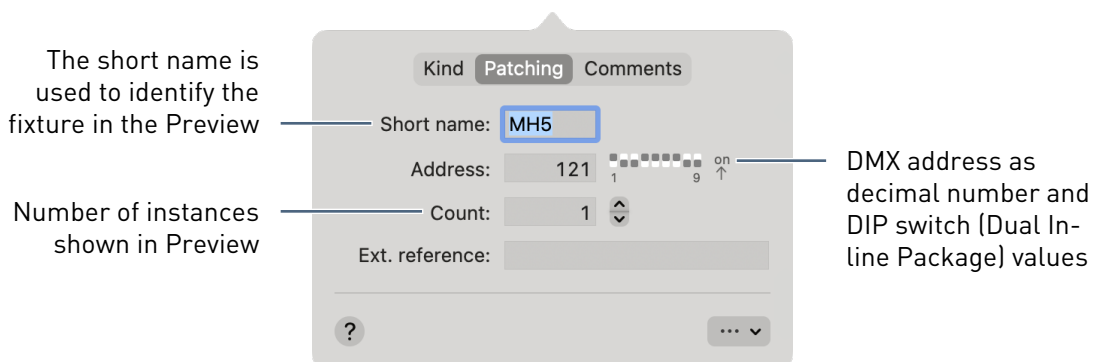 The short name is
used to identify the
fixture in the Preview
Number of instances
shown in Preview
Kind Patching Comments
Short name: MH5
Address: 121 1 9 on ↑
Count: 1
Ext. reference:
? ···
DMX address as
decimal number and
DIP switch (Dual In-
line Package) values